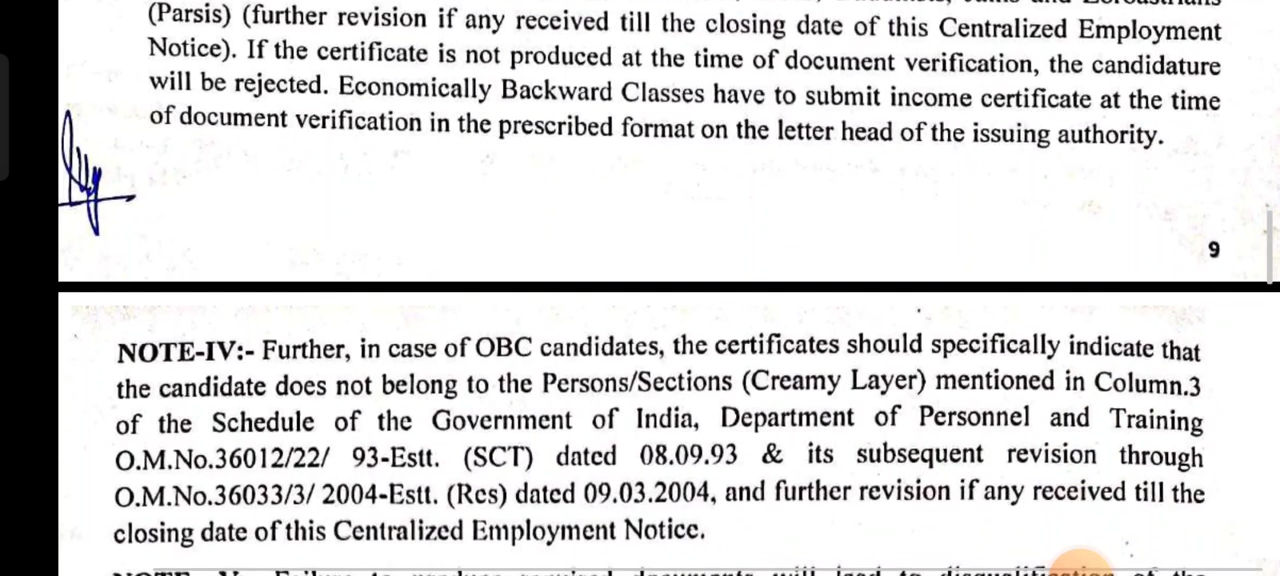 (Parsis) (further revision if any received till the closing date of this Centralized Employment
Notice). If the certificate is not produced at the time of document verification, the candidature
will be rejected. Economically Backward Classes have to submit income certificate at the time
of document verification in the prescribed format on the letter head of the issuing authority.
9
NOTE-IV:- Further, in case of OBC candidates, the certificates should specifically indicate that
the candidate does not belong to the Persons/Sections (Creamy Layer) mentioned in Column.3
of the Schedule of the Government of India, Department of Personnel and Training
O.M.No.36012/22/ 93-Estt. (SCT) dated 08.09.93 & its subsequent revision through
O.M.No.36033/3/ 2004-Estt. (Res) dated 09.03.2004, and further revision if any received till the
closing date of this Centralized Employment Notice.